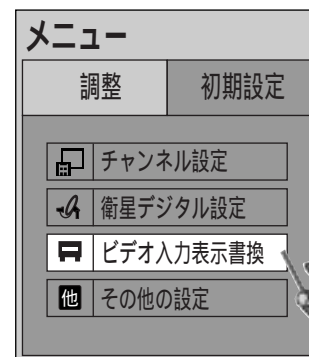 メニュー
調整 初期設定
チャンネル設定
衛星デジタル設定
ビデオ入力表示書換
他 その他の設定